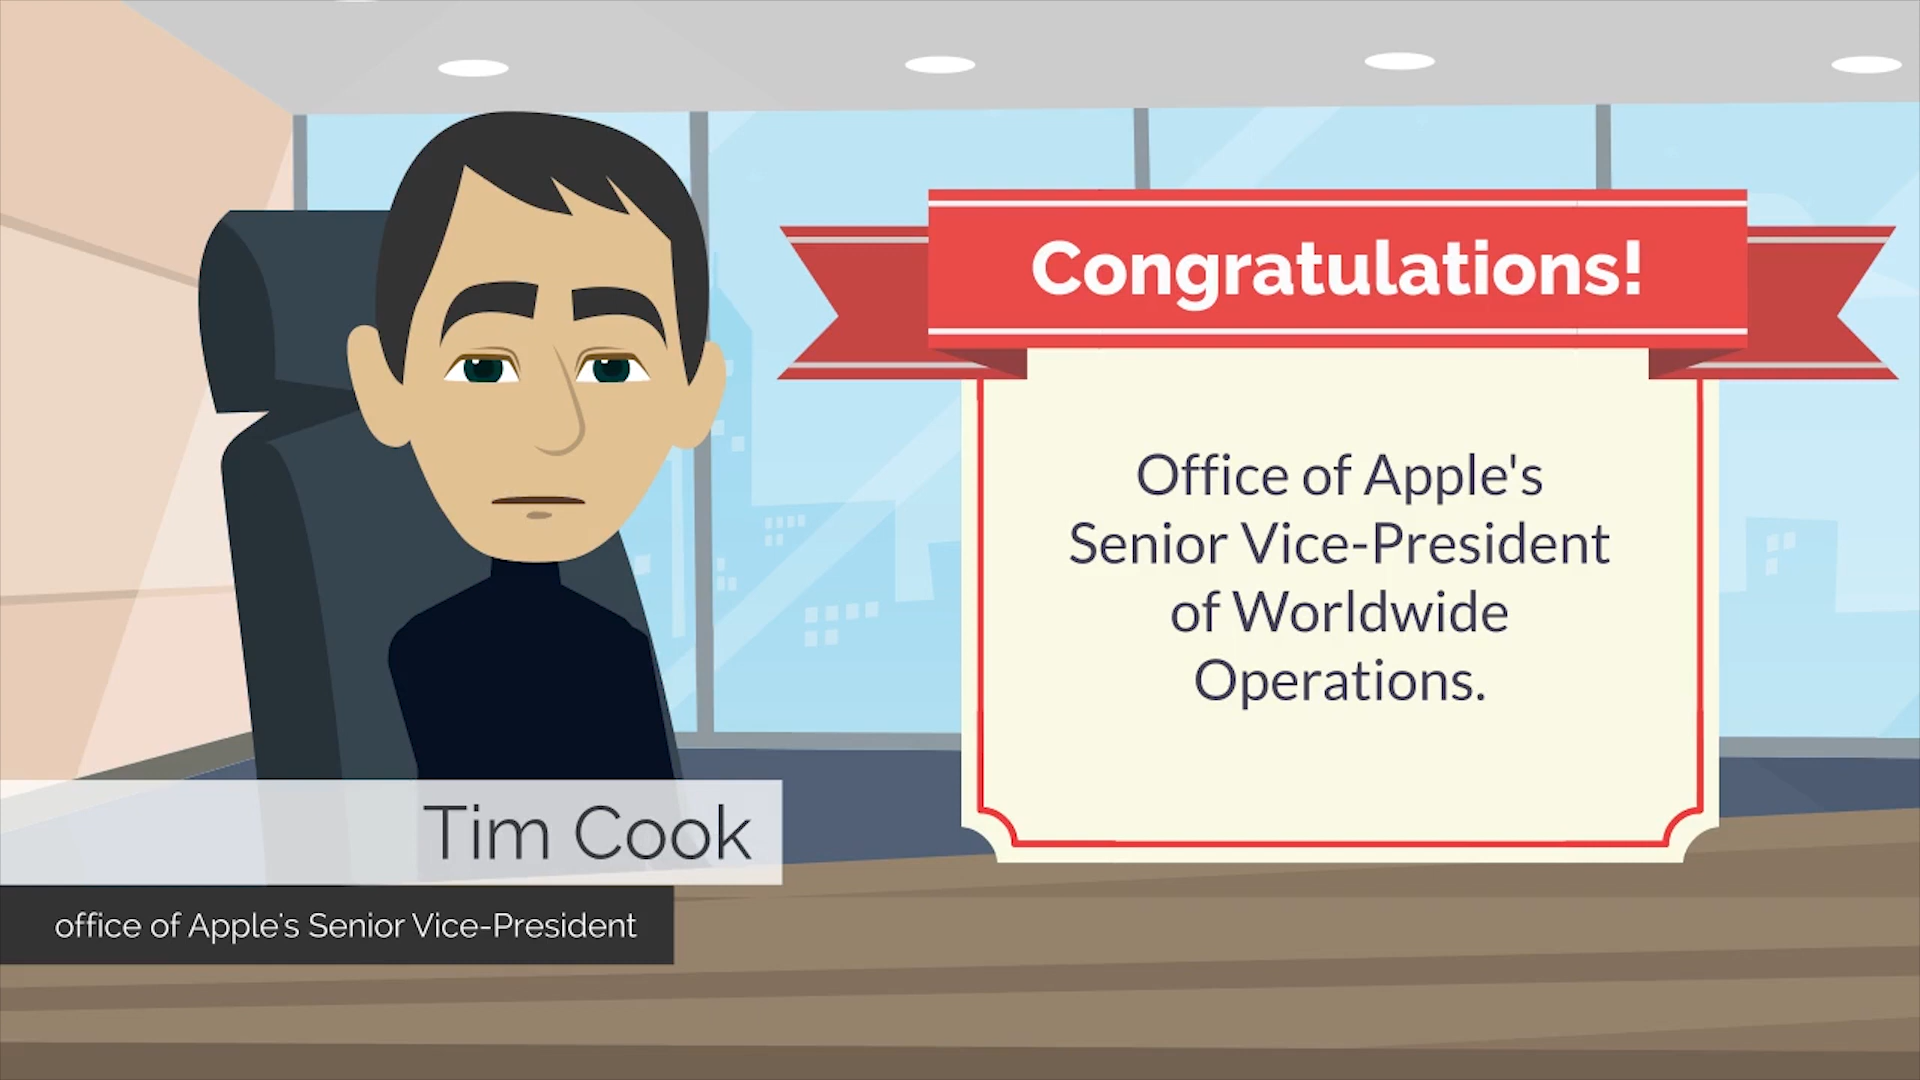 Congratulations!
Office of Apple's
Senior Vice-President
of Worldwide
Operations.
Tim Cook
office of Apple's Senior Vice-President